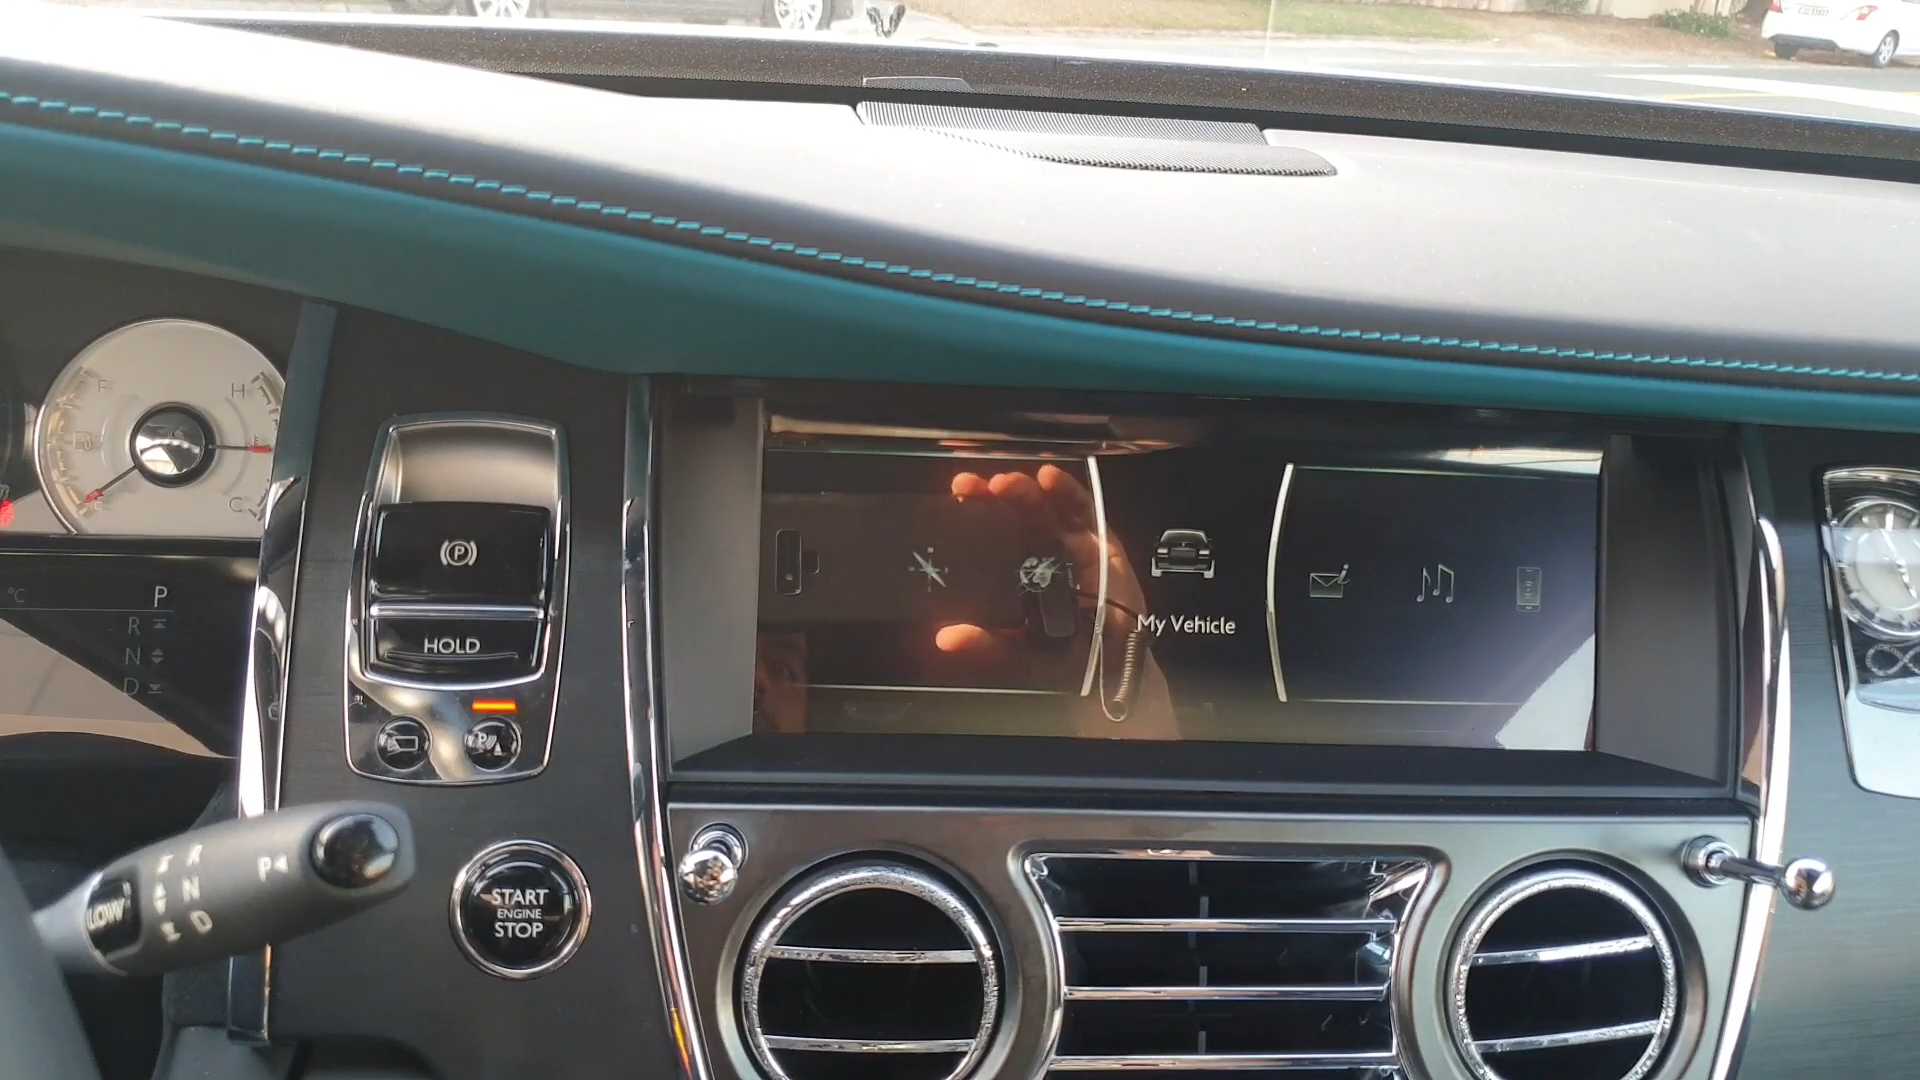 F
H
E
C
°C
P
R
N
D
P
HOLD
P
My Vehicle
LOW
R
N
D
P
START
ENGINE
STOP